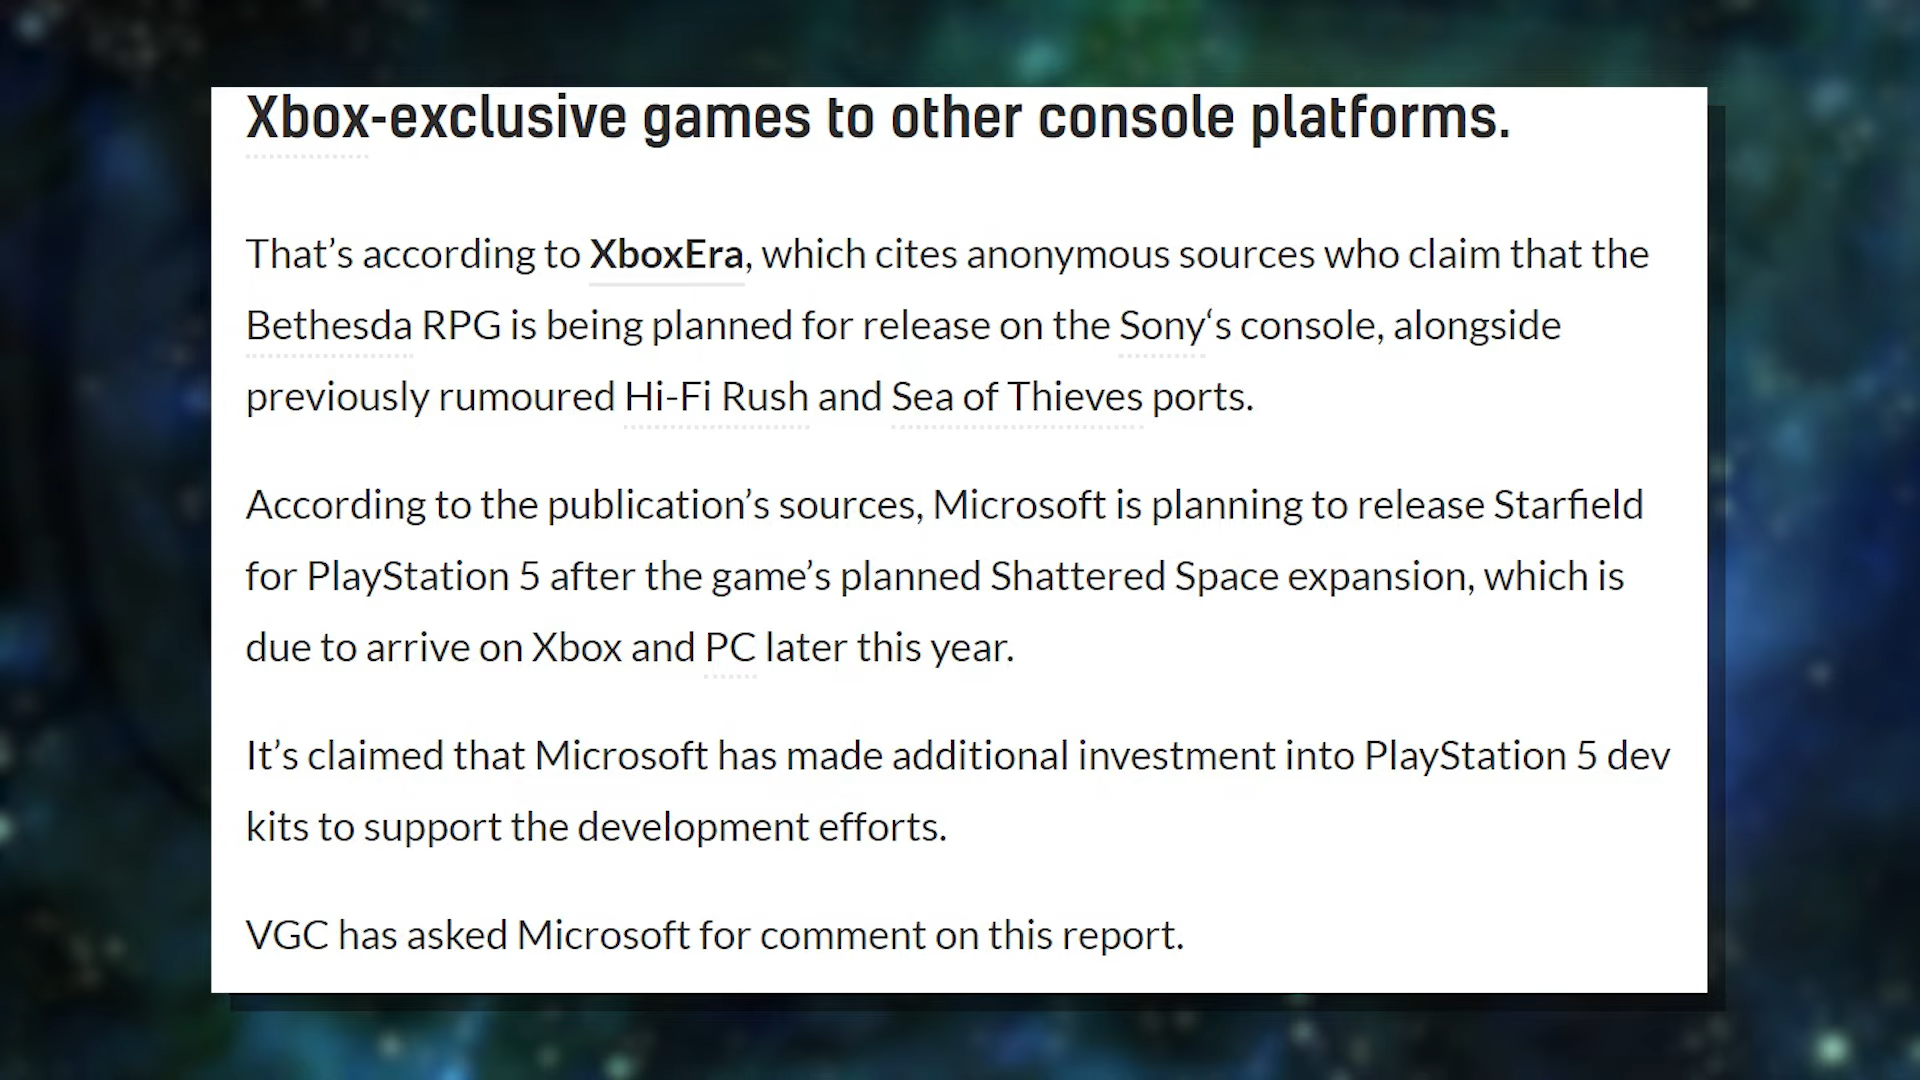 Xbox-exclusive games to other console platforms.
That’s according to XboxEra, which cites anonymous sources who claim that the
Bethesda RPG is being planned for release on the Sony‘s console, alongside
previously rumoured Hi-Fi Rush and Sea of Thieves ports.
According to the publication’s sources, Microsoft is planning to release Starfield
for PlayStation 5 after the game’s planned Shattered Space expansion, which is
due to arrive on Xbox and PC later this year.
It’s claimed that Microsoft has made additional investment into PlayStation 5 dev
kits to support the development efforts.
VGC has asked Microsoft for comment on this report.